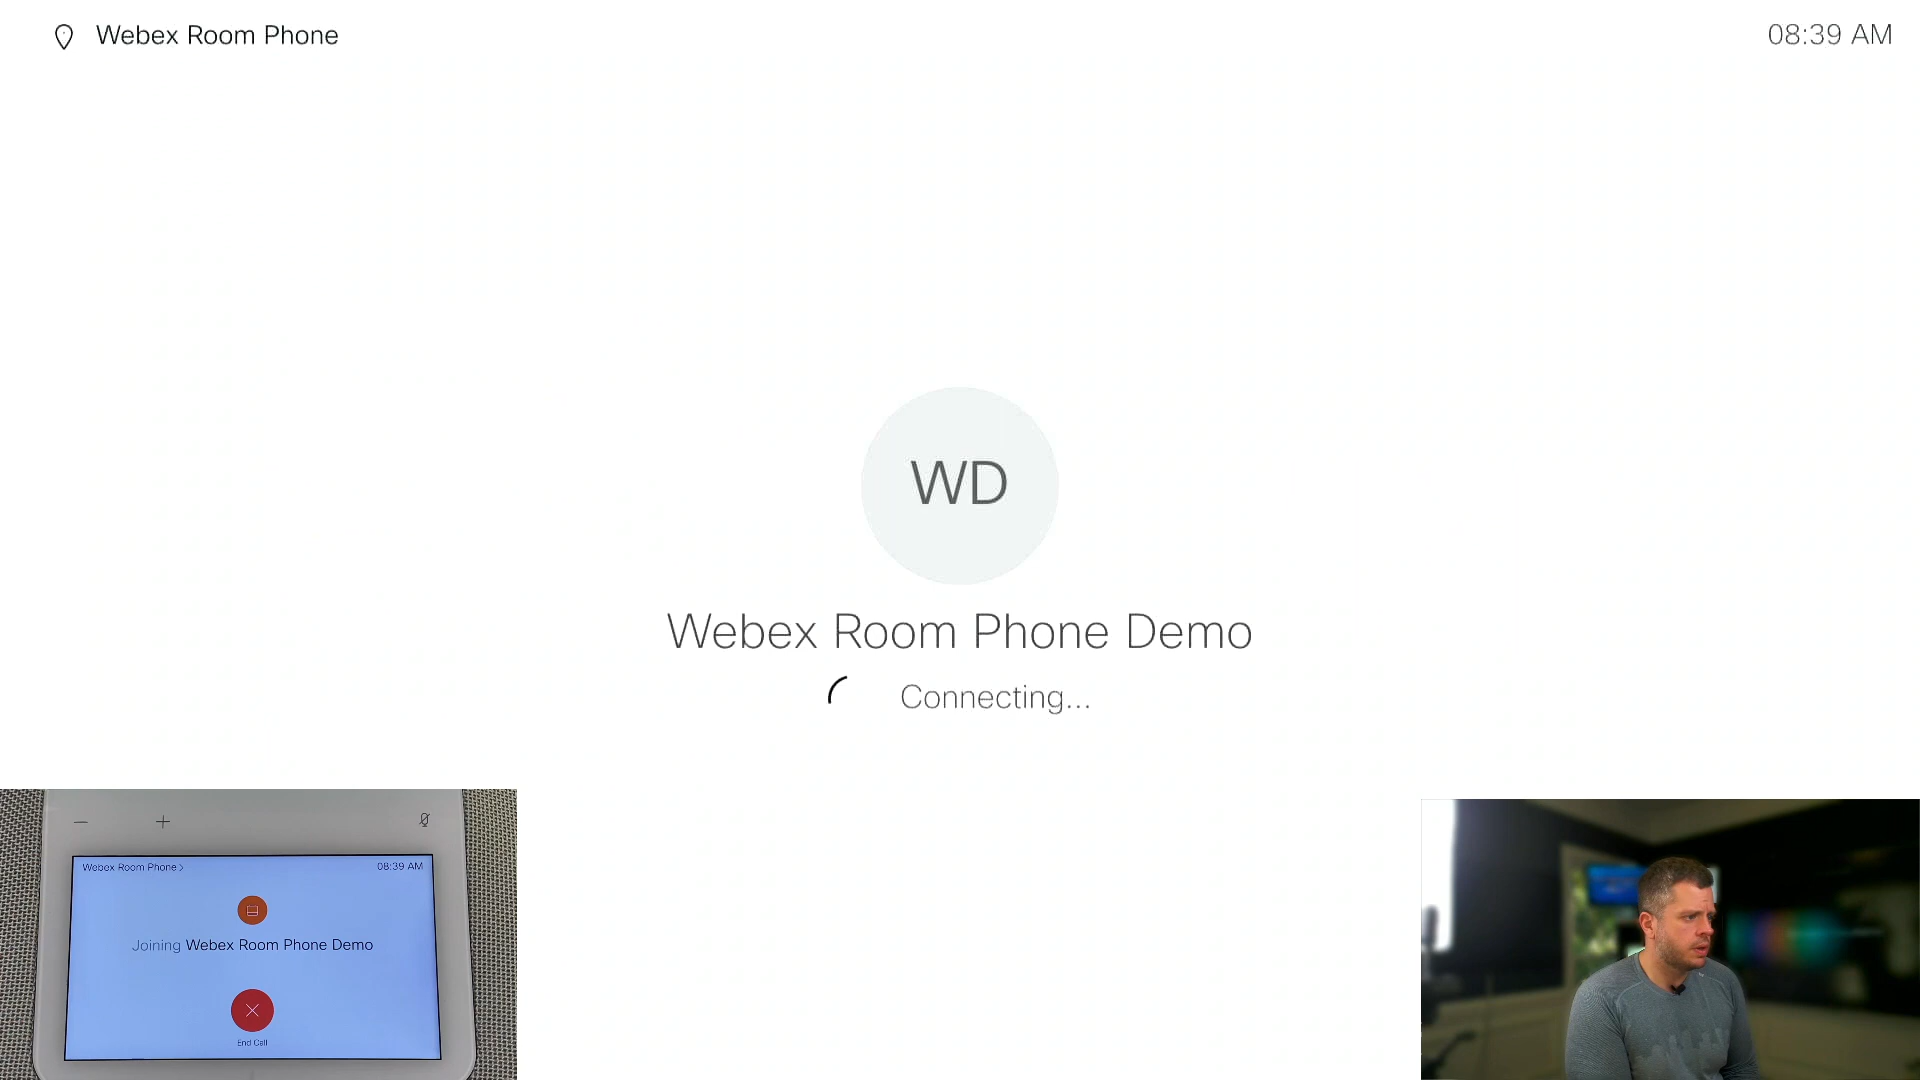 Webex Room Phone
08:39 AM
WD
Webex Room Phone Demo
Connecting...
Webex Room Phone >
08:39 AM
Joining Webex Room Phone Demo
End Call